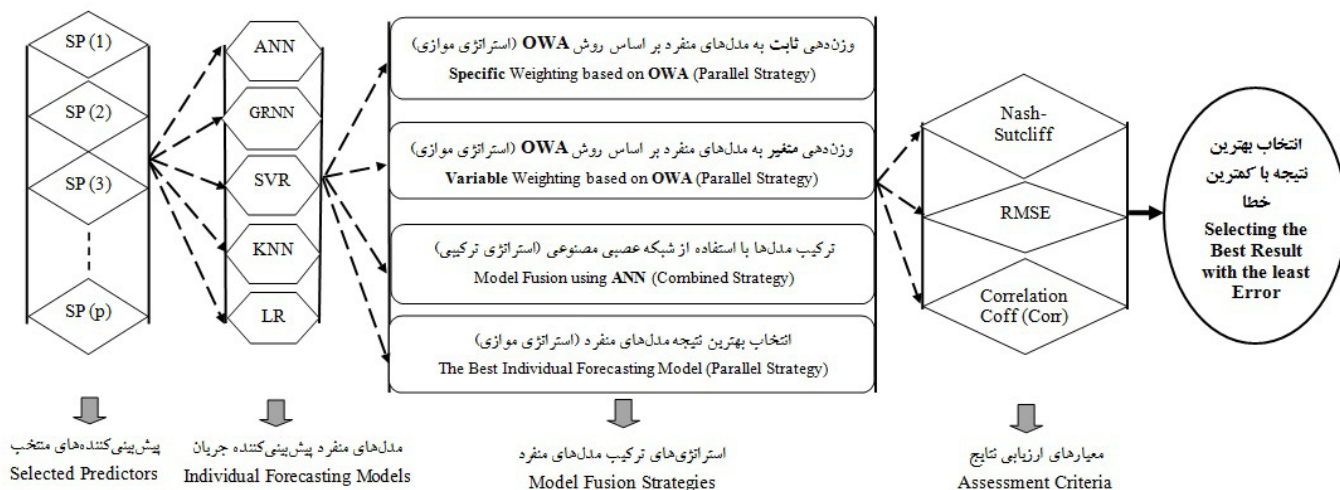 SP (1)
SP (2)
SP (3)
SP (p)
پیش‌بینی‌کننده‌های منتخب
Selected Predictors
ANN
GRNN
SVR
KNN
LR
مدل‌های منفرد پیش‌بینی‌کننده جریان
Individual Forecasting Models
وزن‌دهی ثابت به مدل‌های منفرد بر اساس روش OWA (استراتژی موازی)
Specific Weighting based on OWA (Parallel Strategy)
وزن‌دهی متغیر به مدل‌های منفرد بر اساس روش OWA (استراتژی موازی)
Variable Weighting based on OWA (Parallel Strategy)
ترکیب مدل‌ها با استفاده از شبکه عصبی مصنوعی (استراتژی ترکیبی)
Model Fusion using ANN (Combined Strategy)
انتخاب بهترین نتیجه مدل‌های منفرد (استراتژی موازی)
The Best Individual Forecasting Model (Parallel Strategy)
استراتژی‌های ترکیب مدل‌های منفرد
Model Fusion Strategies
Nash-
Sutcliff
RMSE
Correlation
Coff (Corr)
معیارهای ارزیابی نتایج
Assessment Criteria
انتخاب بهترین
نتیجه با کمترین
خطا
Selecting the
Best Result
with the least
Error